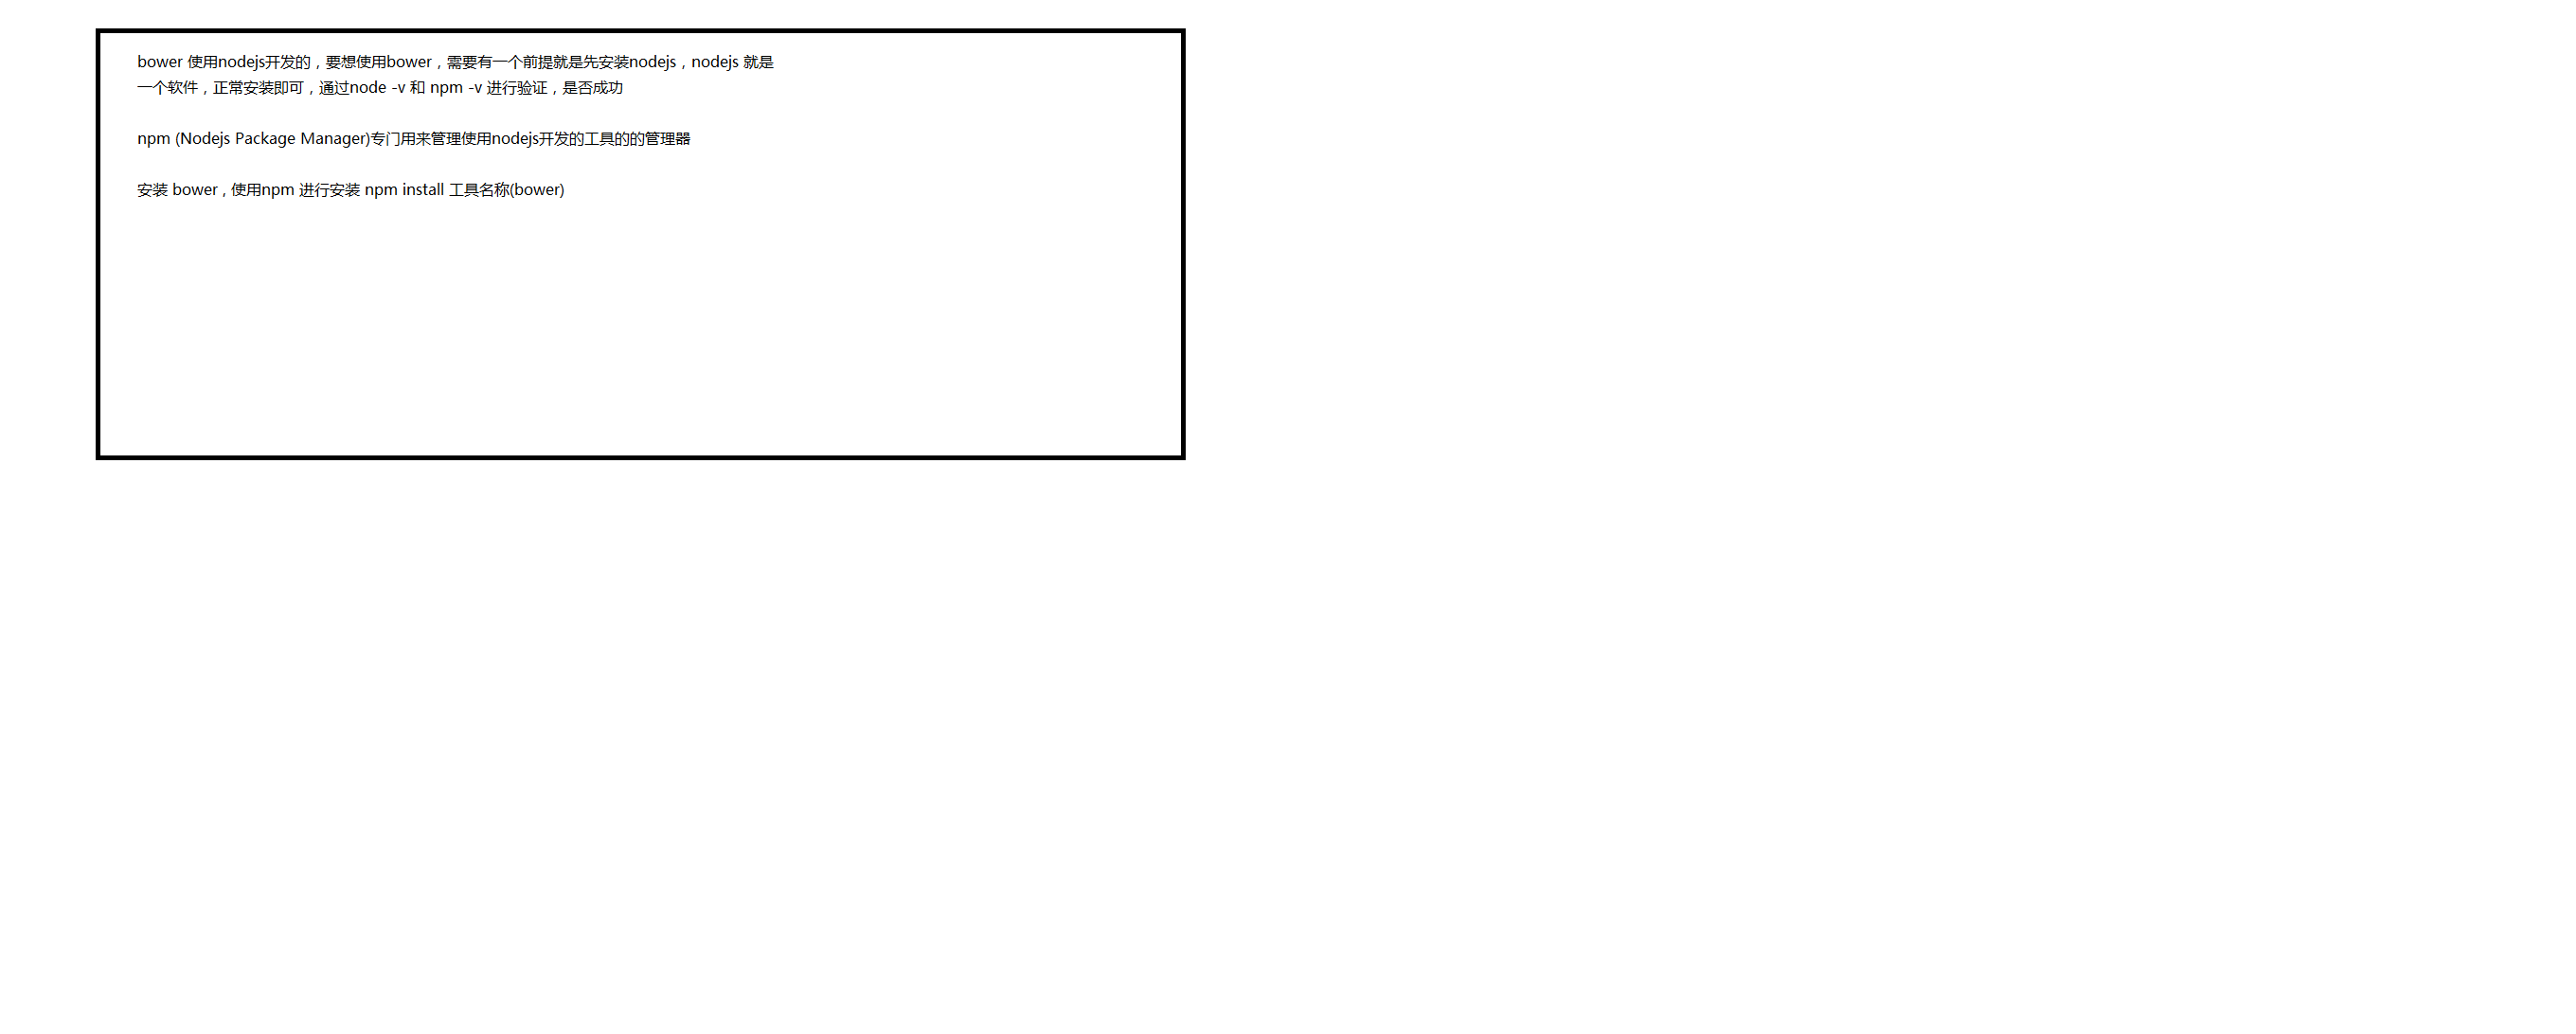 bower 使用nodejs开发的，要想使用bower，需要有一个前提就是先安装nodejs，nodejs 就是
一个软件，正常安装即可，通过node -v 和 npm -v 进行验证，是否成功
npm (Nodejs Package Manager)专门用来管理使用nodejs开发的工具的的管理器
安装 bower，使用npm 进行安装 npm install 工具名称(bower)